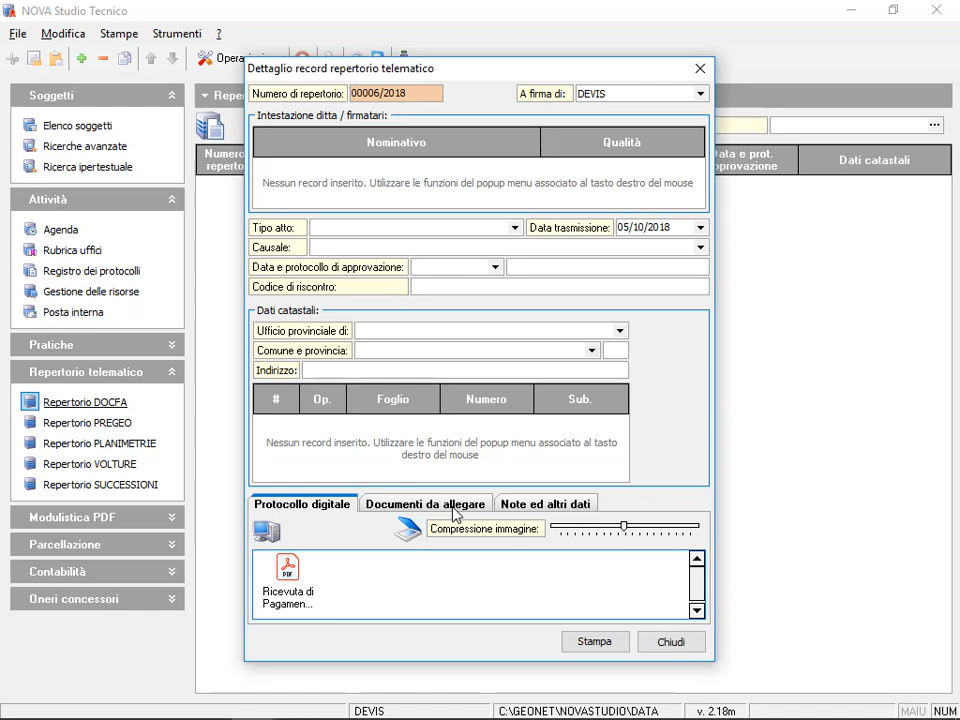 NOVA Studio Tecnico
File Modifica Stampe Strumenti ?
Dettaglio record repertorio telematico
Numero di repertorio: 00006/2018 A firma di: DEVIS
Intestazione ditta / firmatari:
Nominativo Qualità
Nessun record inserito. Utilizzare le funzioni del popup menu associato al tasto destro del mouse
Tipo atto: Data trasmissione: 05/10/2018
Causale:
Data e protocollo di approvazione:
Codice di riscontro:
Dati catastali:
Ufficio provinciale di:
Comune e provincia:
Indirizzo:
# Op. Foglio Numero Sub.
Nessun record inserito. Utilizzare le funzioni del popup menu associato al tasto
destro del mouse
Protocollo digitale Documenti da allegare Note ed altri dati
Compressione immagine:
PDF
Ricevuta di
Pagamen...
Stampa Chiudi
Soggetti
Elenco soggetti
Ricerche avanzate
Ricerca ipertestuale
Attività
Agenda
Rubrica uffici
Registro dei protocolli
Gestione delle risorse
Posta interna
Pratiche
Repertorio telematico
Repertorio DOCFA
Repertorio PREGEO
Repertorio PLANIMETRIE
Repertorio VOLTURE
Repertorio SUCCESSIONI
Modulistica PDF
Parcellazione
Contabilità
Oneri concessori
Numero
Dati catastali
DEVIS C:\GEONET\NOVASTUDIO\DATA v. 2.18m MAIU NUM